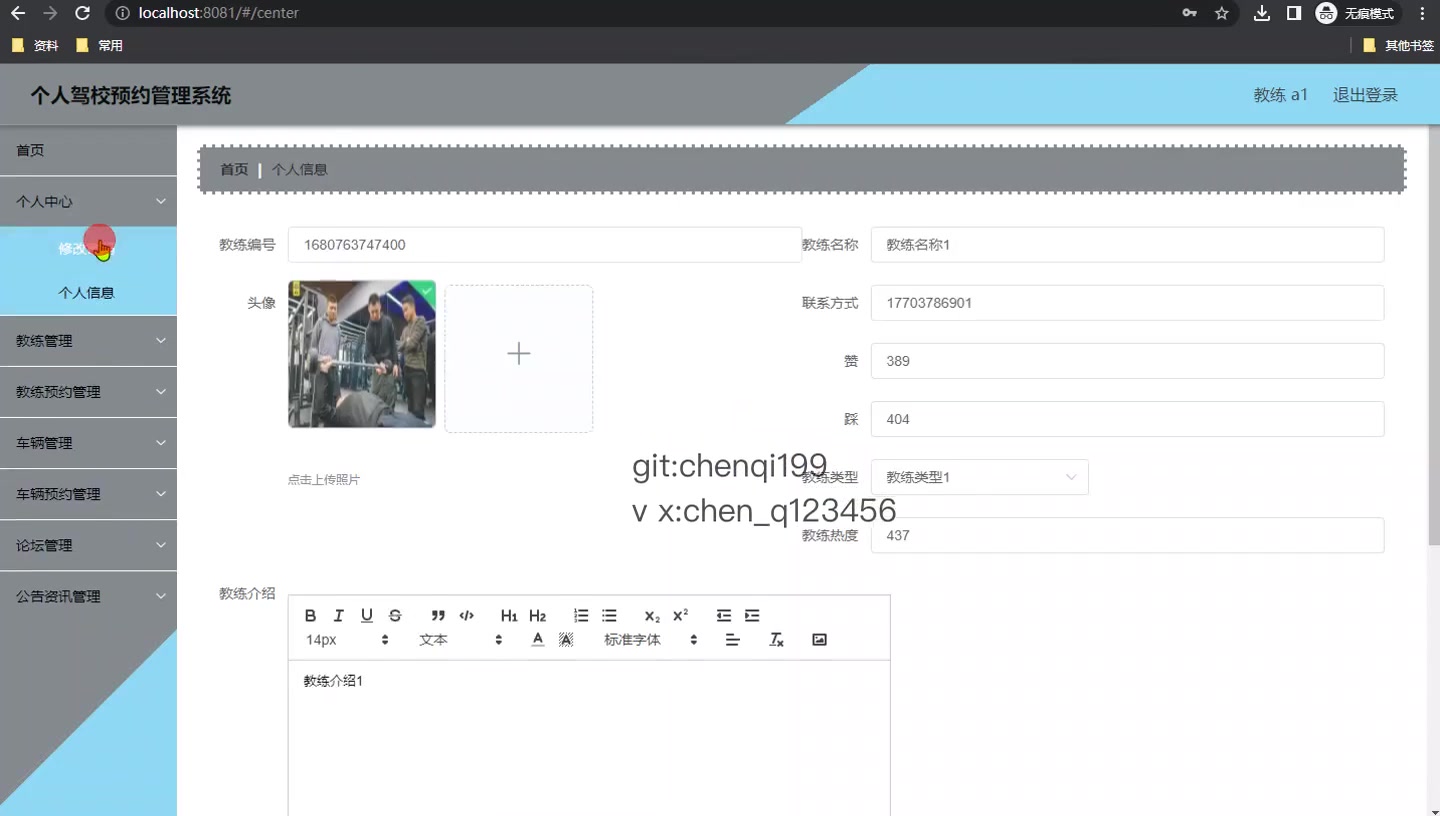 localhost:8081/#/center
无痕模式
资料
常用
其他书签
个人驾校预约管理系统
教练 a1
退出登录
首页
个人中心
修改
个人信息
教练管理
教练预约管理
车辆管理
车辆预约管理
论坛管理
公告资讯管理
首页 | 个人信息
教练编号 1680763747400
教练名称 教练名称1
头像
联系方式 17703786901
赞 389
踩 404
点击上传照片
教练类型 教练类型1
教练热度 437
git:chenqi199
v x:chen_q123456
教练介绍
B I U S H1 H2 X2 X2
14px 文本 A A 标准字体 Tx
教练介绍1